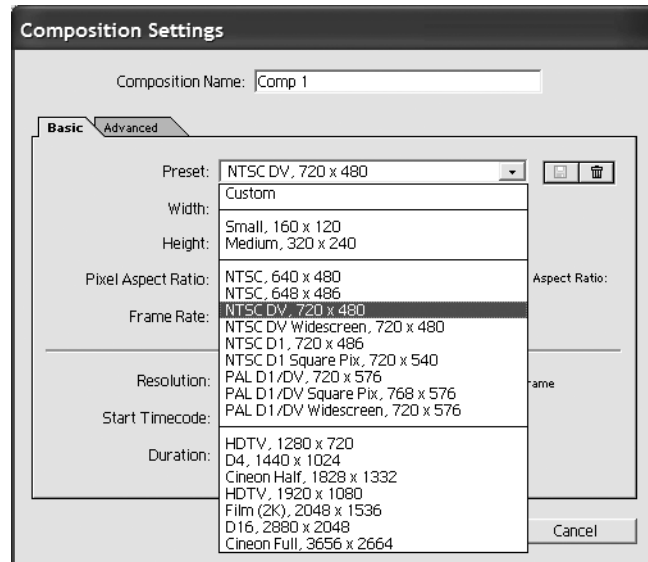 Composition Settings
Composition Name: Comp 1
Basic Advanced
Preset: NTSC DV, 720 x 480
Custom
Width:
Small, 160 x 120
Height: Medium, 320 x 240
Pixel Aspect Ratio: NTSC, 640 x 480 Aspect Ratio:
NTSC, 648 x 486
NTSC DV, 720 x 480
Frame Rate: NTSC DV Widescreen, 720 x 480
NTSC D1, 720 x 486
NTSC D1 Square Pix, 720 x 540
Resolution: PAL D1/DV, 720 x 576 rame
PAL D1/DV Square Pix, 768 x 576
PAL D1/DV Widescreen, 720 x 576
Start Timecode:
HDTV, 1280 x 720
Duration: D4, 1440 x 1024
Cineon Half, 1828 x 1332
HDTV, 1920 x 1080
Film (2K), 2048 x 1536
D16, 2880 x 2048
Cineon Full, 3656 x 2664
Cancel